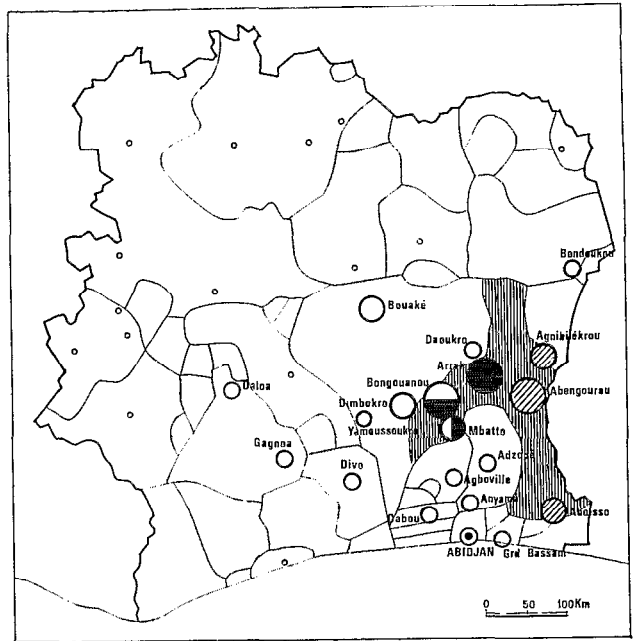 Bondoukou
Bouaké
Agnibilékrou
Daoukro
Arrah
Abengourou
Daloa
Bongouanou
Dimbokro
Yamoussoukro
Mbatto
Gagnoa
Adzopé
Divo
Agboville
Anyama
Aboisso
Dabou
ABIDJAN
Grd Bassam
0 50 100Km